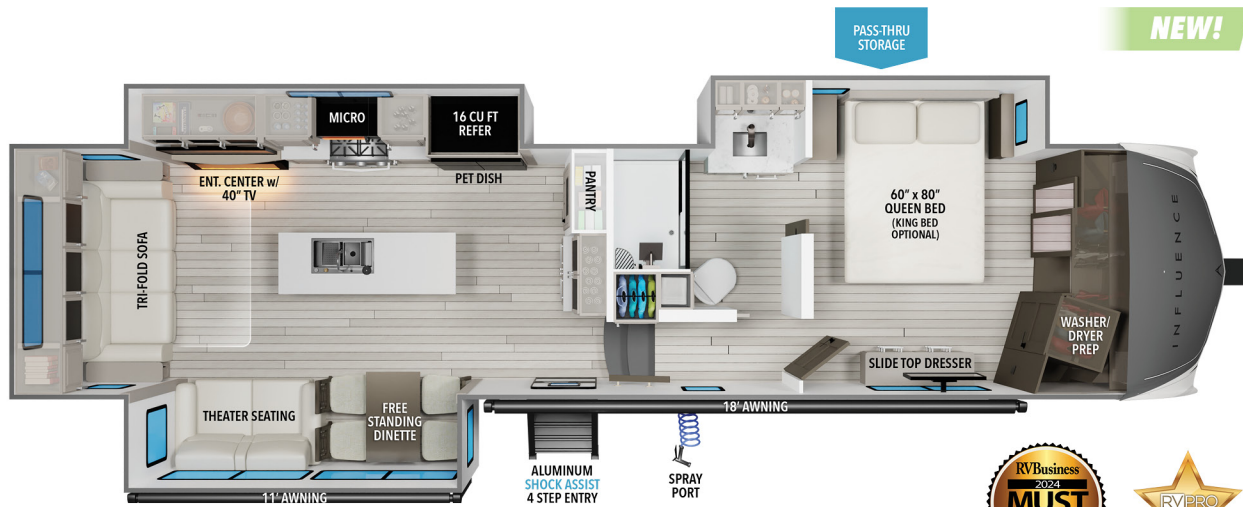 PASS-THRU
STORAGE
NEW!
MICRO
16 CU FT
REFER
ENT. CENTER w/
40" TV
PET DISH
PANTRY
60" x 80"
QUEEN BED
(KING BED
OPTIONAL)
TRI-FOLD SOFA
INFLUENCE
WASHER/
DRYER
PREP
SLIDE TOP DRESSER
THEATER SEATING
FREE
STANDING
DINETTE
18' AWNING
11' AWNING
ALUMINUM
SHOCK ASSIST
4 STEP ENTRY
SPRAY
PORT
RVBusiness
2024
MUST
RVPRO